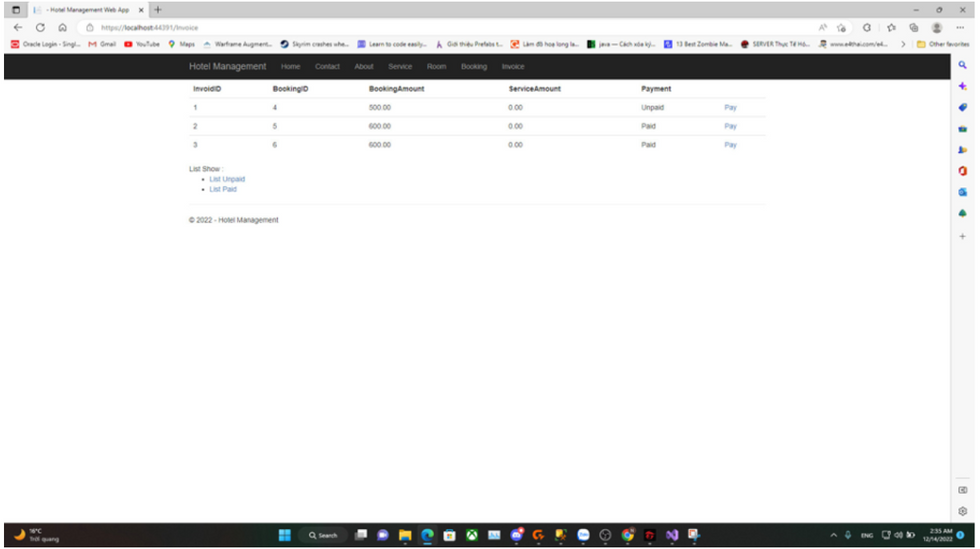 - Hotel Management Web App
https://localhost:44391/Invoice
Oracle Login - Singl... Gmail YouTube Maps Warframe Augment... Skyrim crashes whe... Learn to code easily... Giới thiệu Prefabs t... Làm đồ họa long la... java — Cách xóa ký... 13 Best Zombie Ma... SERVER Thực Tế Hó... www.e4thai.com/e4... Other favorites
Hotel Management Home Contact About Service Room Booking Invoice
InvoidID BookingID BookingAmount ServiceAmount Payment
1 4 500.00 0.00 Unpaid Pay
2 5 600.00 0.00 Paid Pay
3 6 600.00 0.00 Paid Pay
List Show :
• List Unpaid
• List Paid
© 2022 - Hotel Management
16°C
Trời quang
Search
ENG
2:35 AM
12/14/2022